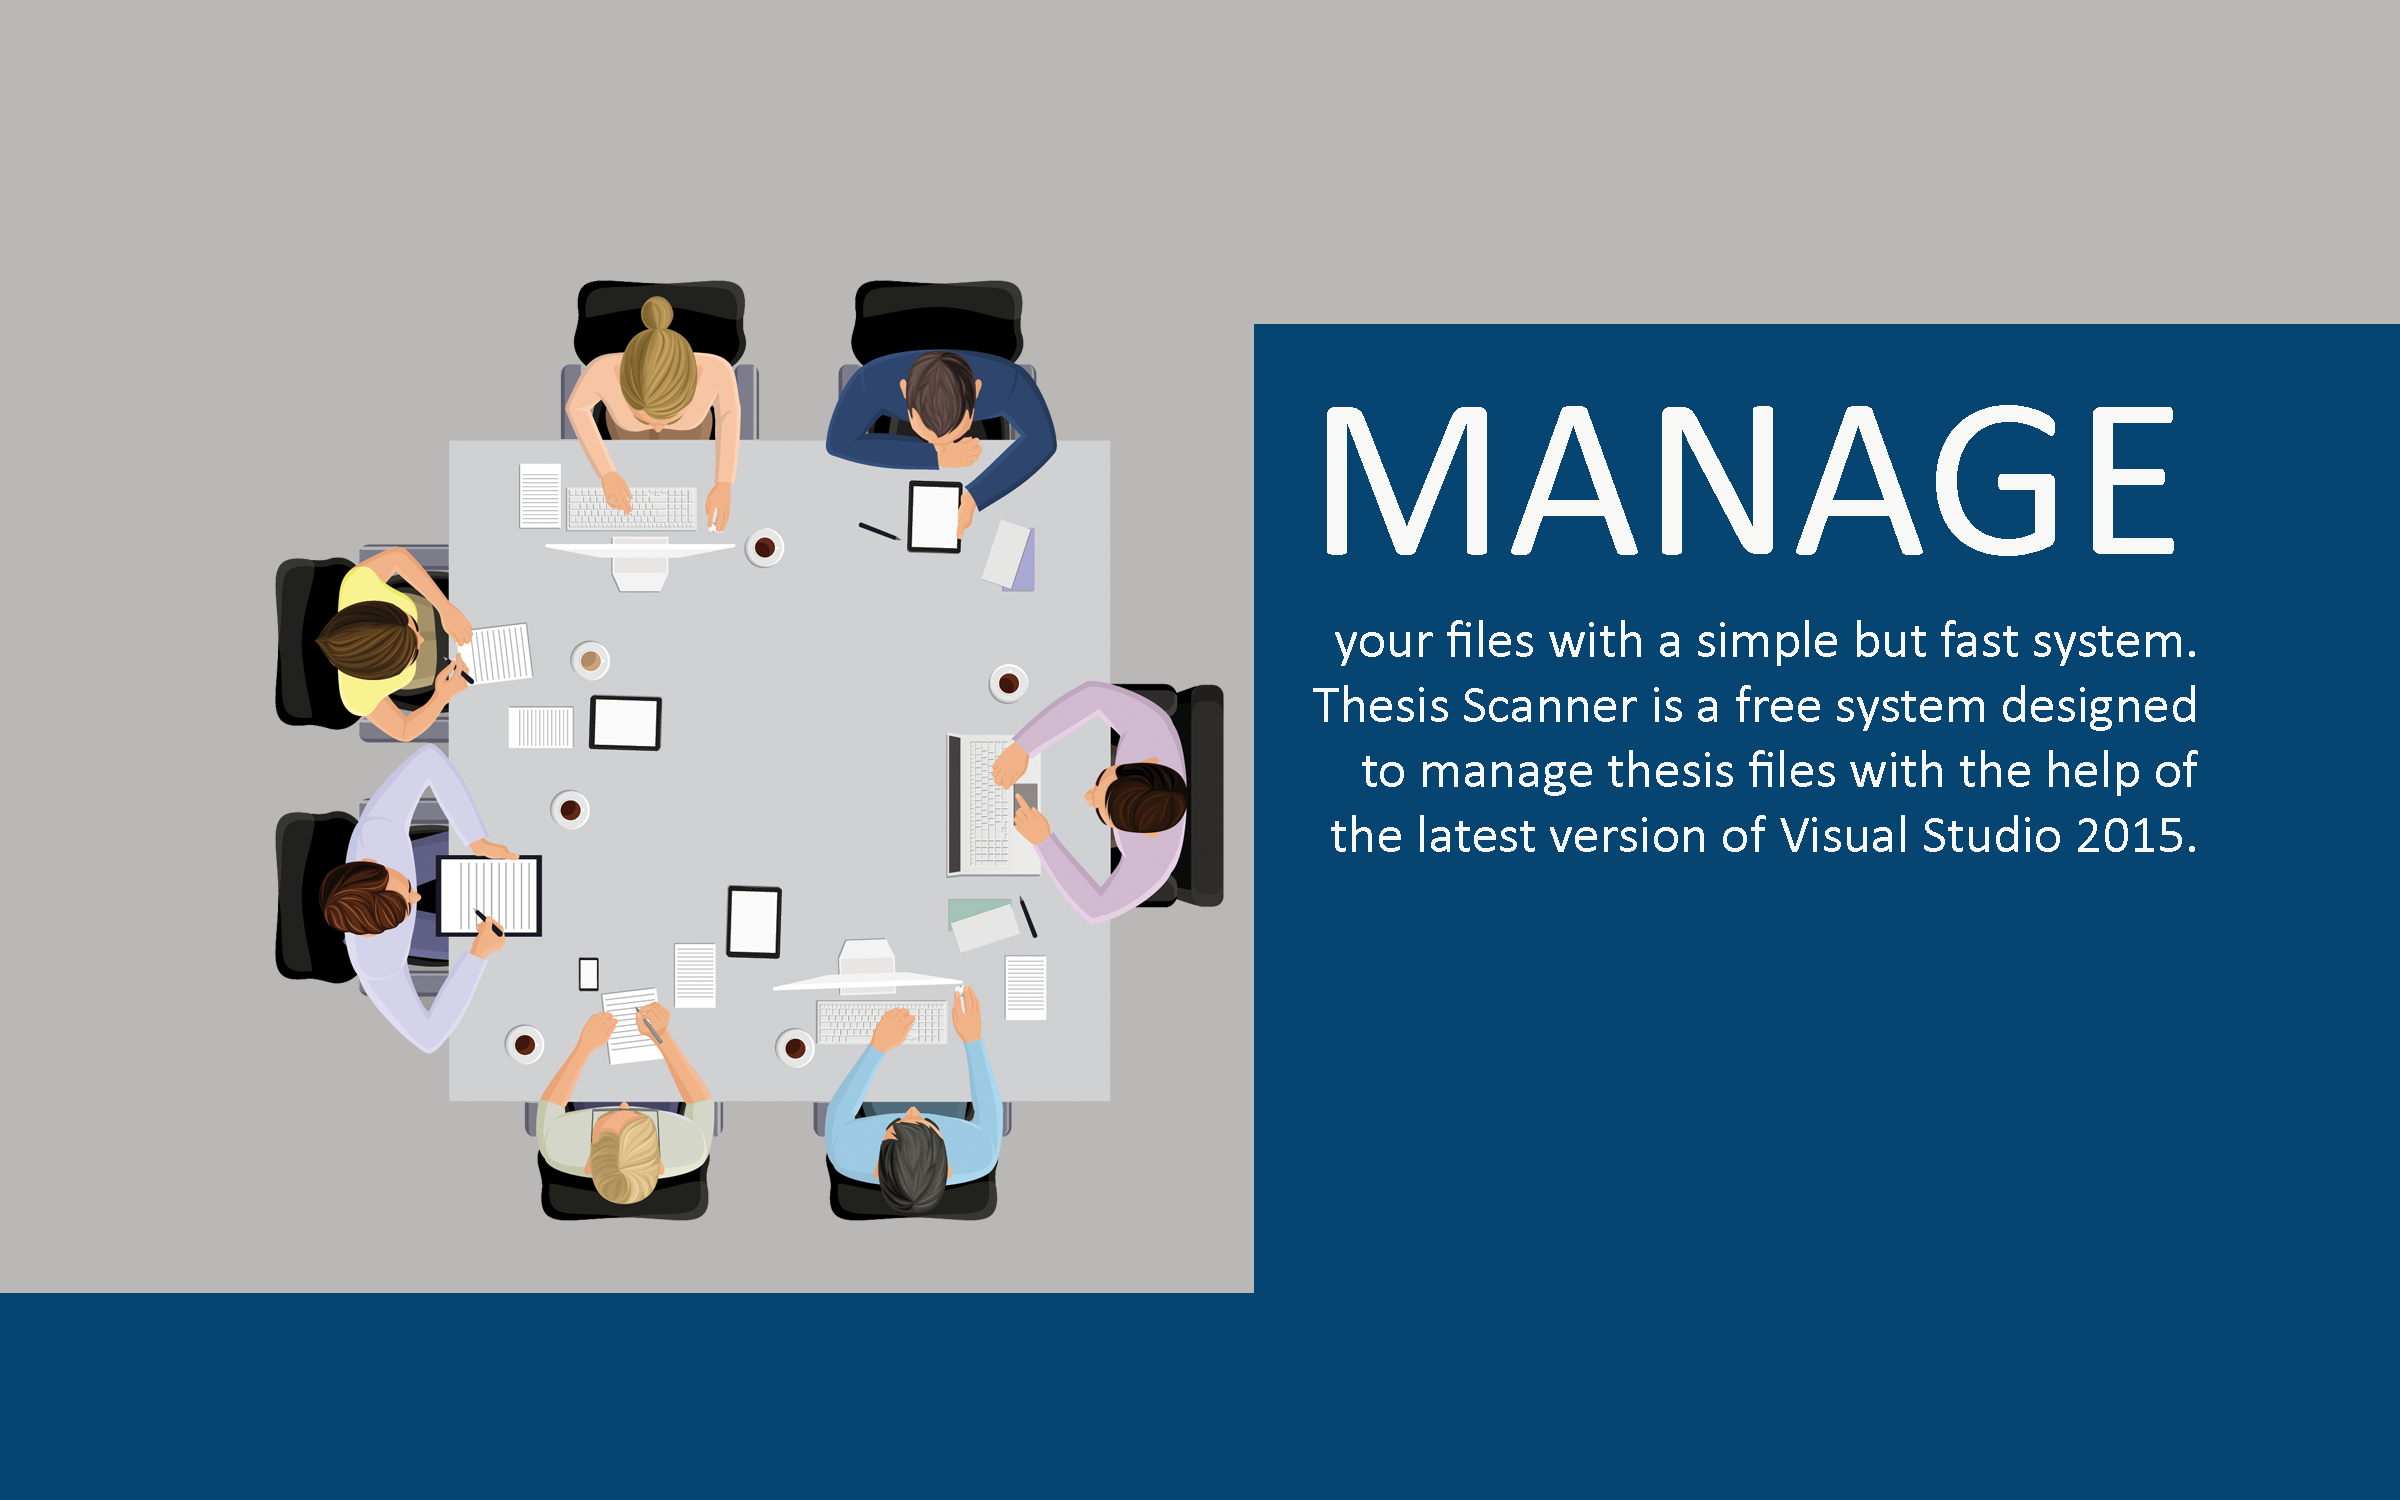 MANAGE
your files with a simple but fast system.
Thesis Scanner is a free system designed
to manage thesis files with the help of
the latest version of Visual Studio 2015.